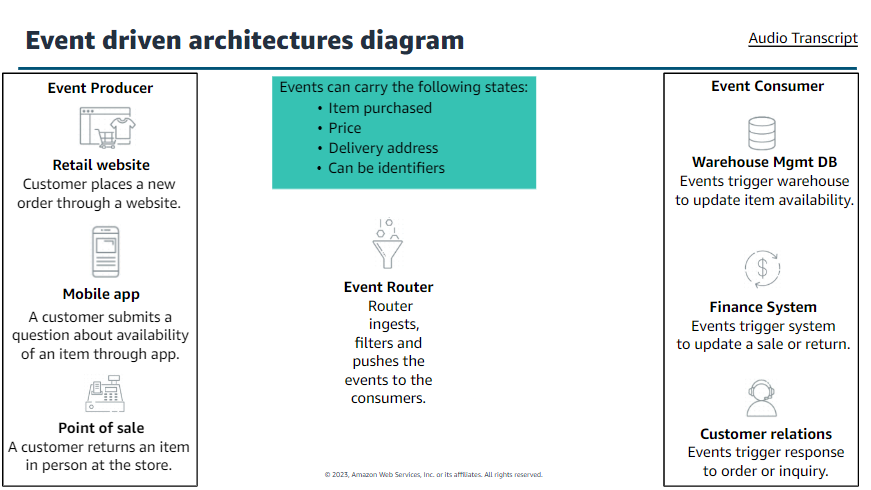 Event driven architectures diagram
Audio Transcript
Event Producer
Retail website
Customer places a new
order through a website.
Mobile app
A customer submits a
question about availability
of an item through app.
Point of sale
A customer returns an item
in person at the store.
Events can carry the following states:
• Item purchased
• Price
• Delivery address
• Can be identifiers
Event Router
Router
ingests,
filters and
pushes the
events to the
consumers.
© 2023, Amazon Web Services, Inc. or its affiliates. All rights reserved.
Event Consumer
Warehouse Mgmt DB
Events trigger warehouse
to update item availability.
Finance System
Events trigger system
to update a sale or return.
Customer relations
Events trigger response
to order or inquiry.